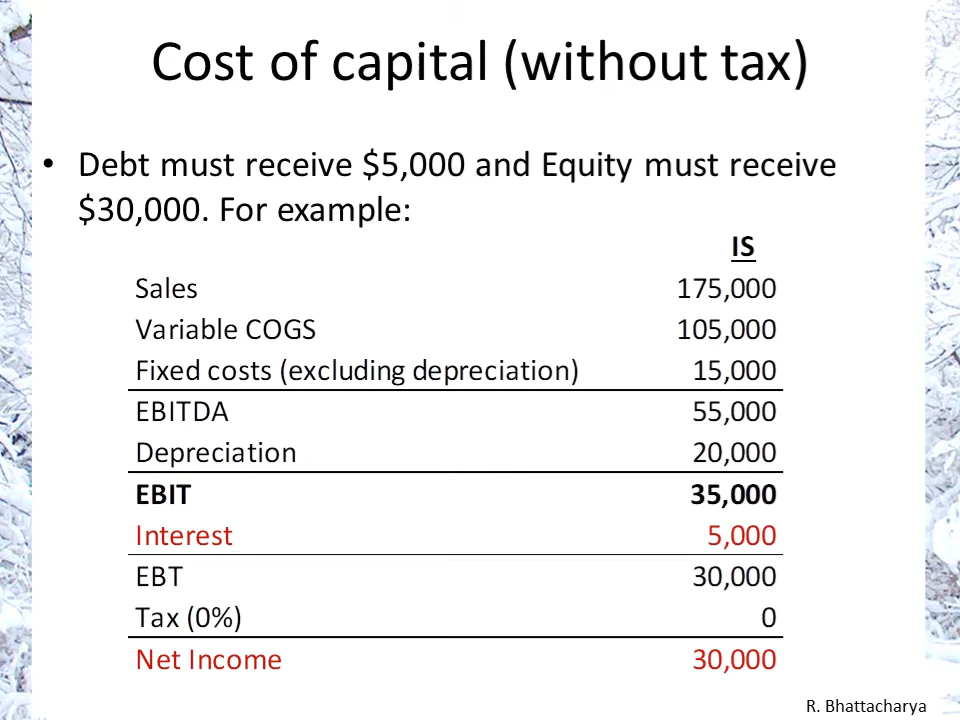 Cost of capital (without tax)
• Debt must receive $5,000 and Equity must receive
$30,000. For example:
IS
Sales 175,000
Variable COGS 105,000
Fixed costs (excluding depreciation) 15,000
EBITDA 55,000
Depreciation 20,000
EBIT 35,000
Interest 5,000
EBT 30,000
Tax (0%) 0
Net Income 30,000
R. Bhattacharya